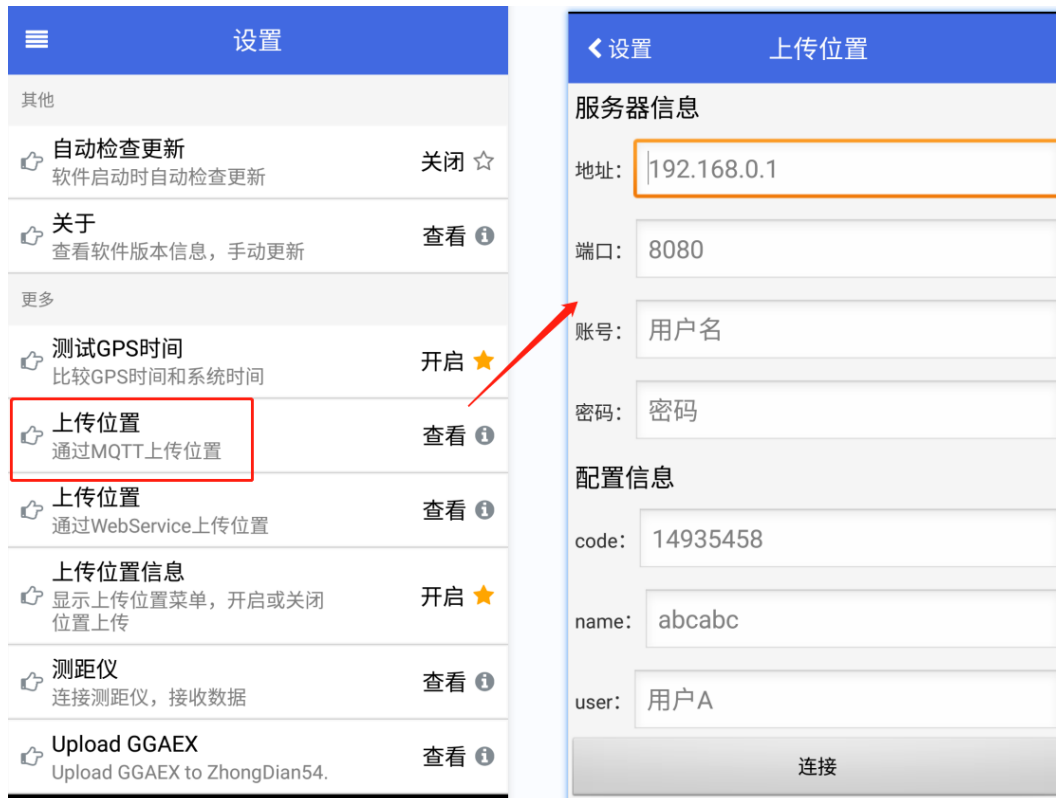 设置
其他
自动检查更新
软件启动时自动检查更新
关闭
关于
查看软件版本信息，手动更新
查看
更多
测试GPS时间
比较GPS时间和系统时间
开启
上传位置
通过MQTT上传位置
查看
上传位置
通过WebService上传位置
查看
上传位置信息
显示上传位置菜单，开启或关闭
位置上传
开启
测距仪
连接测距仪，接收数据
查看
Upload GGAEX
Upload GGAEX to ZhongDian54.
查看
设置
上传位置
服务器信息
地址： 192.168.0.1
端口： 8080
账号： 用户名
密码： 密码
配置信息
code： 14935458
name： abcabc
user： 用户A
连接